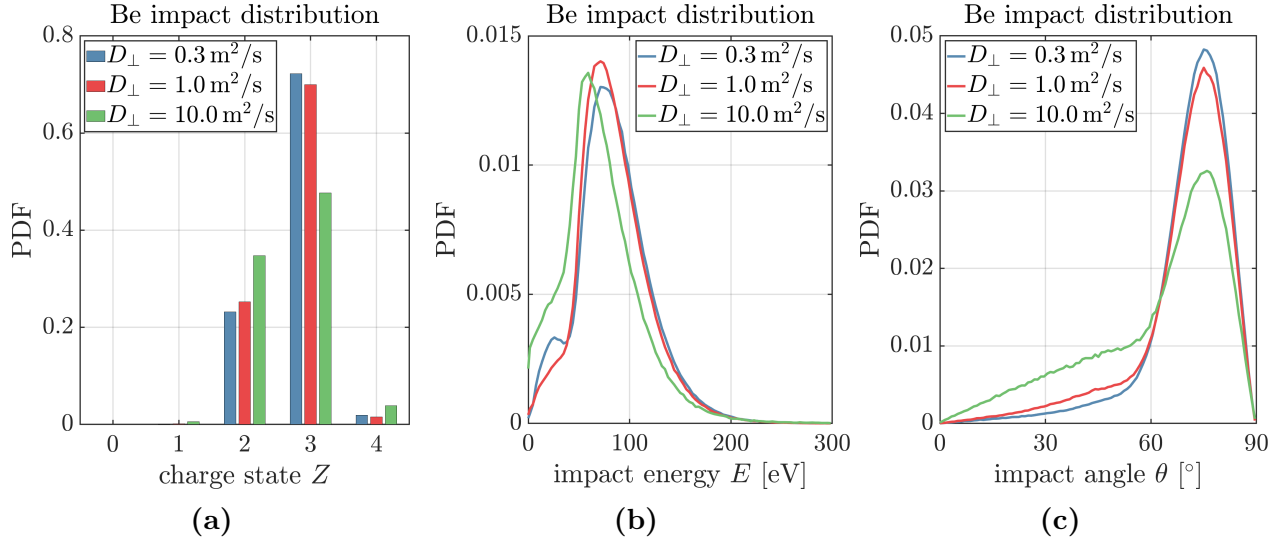 Be impact distribution
0.8
0.6
0.4
0.2
0
PDF
D⊥ = 0.3 m²/s
D⊥ = 1.0 m²/s
D⊥ = 10.0 m²/s
0 1 2 3 4
charge state Z
(a)
Be impact distribution
0.015
0.01
0.005
0
PDF
D⊥ = 0.3 m²/s
D⊥ = 1.0 m²/s
D⊥ = 10.0 m²/s
0 100 200 300
impact energy E [eV]
(b)
Be impact distribution
0.05
0.04
0.03
0.02
0.01
0
PDF
D⊥ = 0.3 m²/s
D⊥ = 1.0 m²/s
D⊥ = 10.0 m²/s
0 30 60 90
impact angle θ [°]
(c)